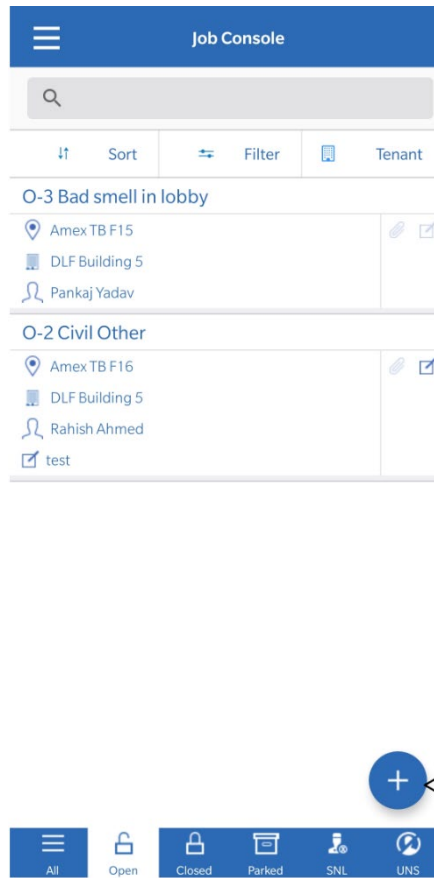 Job Console
Sort Filter Tenant
O-3 Bad smell in lobby
Amex TB F15
DLF Building 5
Pankaj Yadav
O-2 Civil Other
Amex TB F16
DLF Building 5
Rahish Ahmed
test
All Open Closed Parked SNL UNS